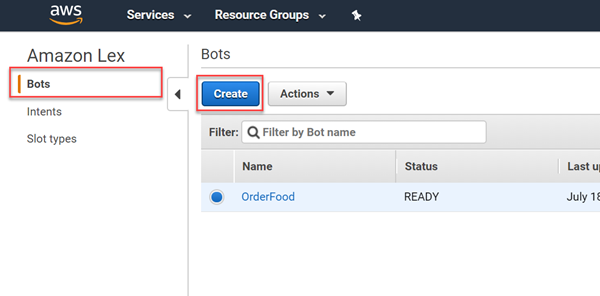 aws
Services
Resource Groups
Amazon Lex
Bots
Intents
Slot types
Bots
Create
Actions
Filter:
Filter by Bot name
Name
Status
Last up
OrderFood
READY
July 18